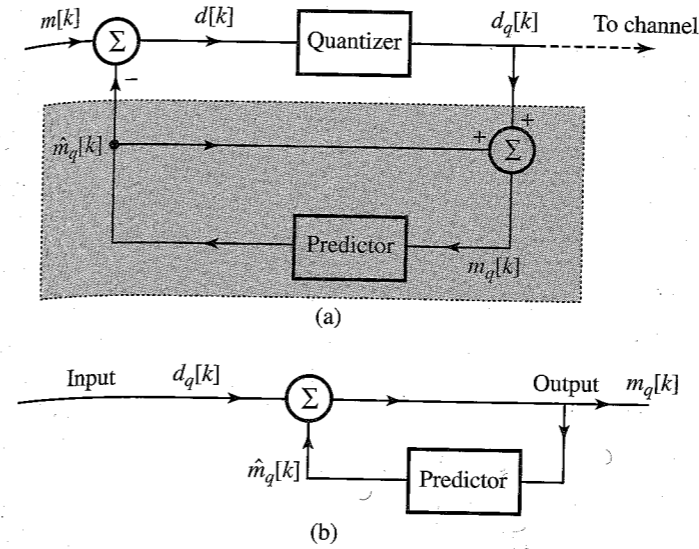 m[k] Σ d[k] Quantizer d_q[k] To channel
−
+
m̂_q[k] + Σ
Predictor
m_q[k]
(a)
Input d_q[k] Σ Output m_q[k]
m̂_q[k] Predictor
(b)